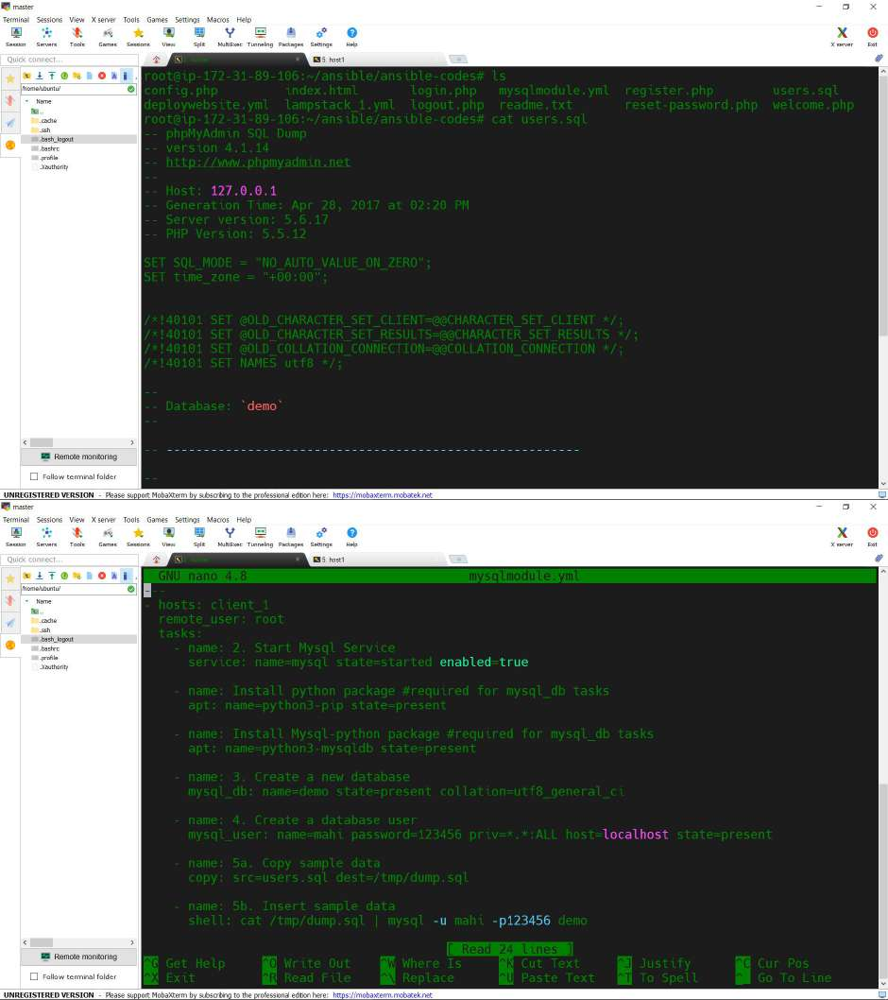 master
Terminal Sessions View X server Tools Games Settings Macros Help
Session Servers Tools Games Sessions View Split MultiExec Tunneling Packages Settings Help X server Exit
Quick connect... 5. host1
/home/ubuntu/
Name
..
.cache
.ssh
.bash_logout
.bashrc
.profile
.Xauthority
Remote monitoring
Follow terminal folder
root@ip-172-31-89-106:~/ansible/ansible-codes# ls
config.php index.html login.php mysqlmodule.yml register.php users.sql
deploywebsite.yml lampstack_1.yml logout.php readme.txt reset-password.php welcome.php
root@ip-172-31-89-106:~/ansible/ansible-codes# cat users.sql
-- phpMyAdmin SQL Dump
-- version 4.1.14
-- http://www.phpmyadmin.net
--
-- Host: 127.0.0.1
-- Generation Time: Apr 28, 2017 at 02:20 PM
-- Server version: 5.6.17
-- PHP Version: 5.5.12
SET SQL_MODE = "NO_AUTO_VALUE_ON_ZERO";
SET time_zone = "+00:00";
/*!40101 SET @OLD_CHARACTER_SET_CLIENT=@@CHARACTER_SET_CLIENT */;
/*!40101 SET @OLD_CHARACTER_SET_RESULTS=@@CHARACTER_SET_RESULTS */;
/*!40101 SET @OLD_COLLATION_CONNECTION=@@COLLATION_CONNECTION */;
/*!40101 SET NAMES utf8 */;
--
-- Database: `demo`
--
-- --------------------------------------------------------
--
UNREGISTERED VERSION - Please support MobaXterm by subscribing to the professional edition here: https://mobaxterm.mobatek.net
master
Terminal Sessions View X server Tools Games Settings Macros Help
Session Servers Tools Games Sessions View Split MultiExec Tunneling Packages Settings Help X server Exit
Quick connect... 5. host1
/home/ubuntu/
Name
..
.cache
.ssh
.bash_logout
.bashrc
.profile
.Xauthority
Remote monitoring
Follow terminal folder
GNU nano 4.8 mysqlmodule.yml
---
- hosts: client_1
remote_user: root
tasks:
- name: 2. Start Mysql Service
service: name=mysql state=started enabled=true
- name: Install python package #required for mysql_db tasks
apt: name=python3-pip state=present
- name: Install Mysql-python package #required for mysql_db tasks
apt: name=python3-mysqldb state=present
- name: 3. Create a new database
mysql_db: name=demo state=present collation=utf8_general_ci
- name: 4. Create a database user
mysql_user: name=mahi password=123456 priv=*.*:ALL host=localhost state=present
- name: 5a. Copy sample data
copy: src=users.sql dest=/tmp/dump.sql
- name: 5b. Insert sample data
shell: cat /tmp/dump.sql | mysql -u mahi -p123456 demo
[ Read 24 lines ]
^G Get Help ^O Write Out ^W Where Is ^K Cut Text ^J Justify ^C Cur Pos
^X Exit ^R Read File ^\ Replace ^U Paste Text ^T To Spell ^_ Go To Line
UNREGISTERED VERSION - Please support MobaXterm by subscribing to the professional edition here: https://mobaxterm.mobatek.net